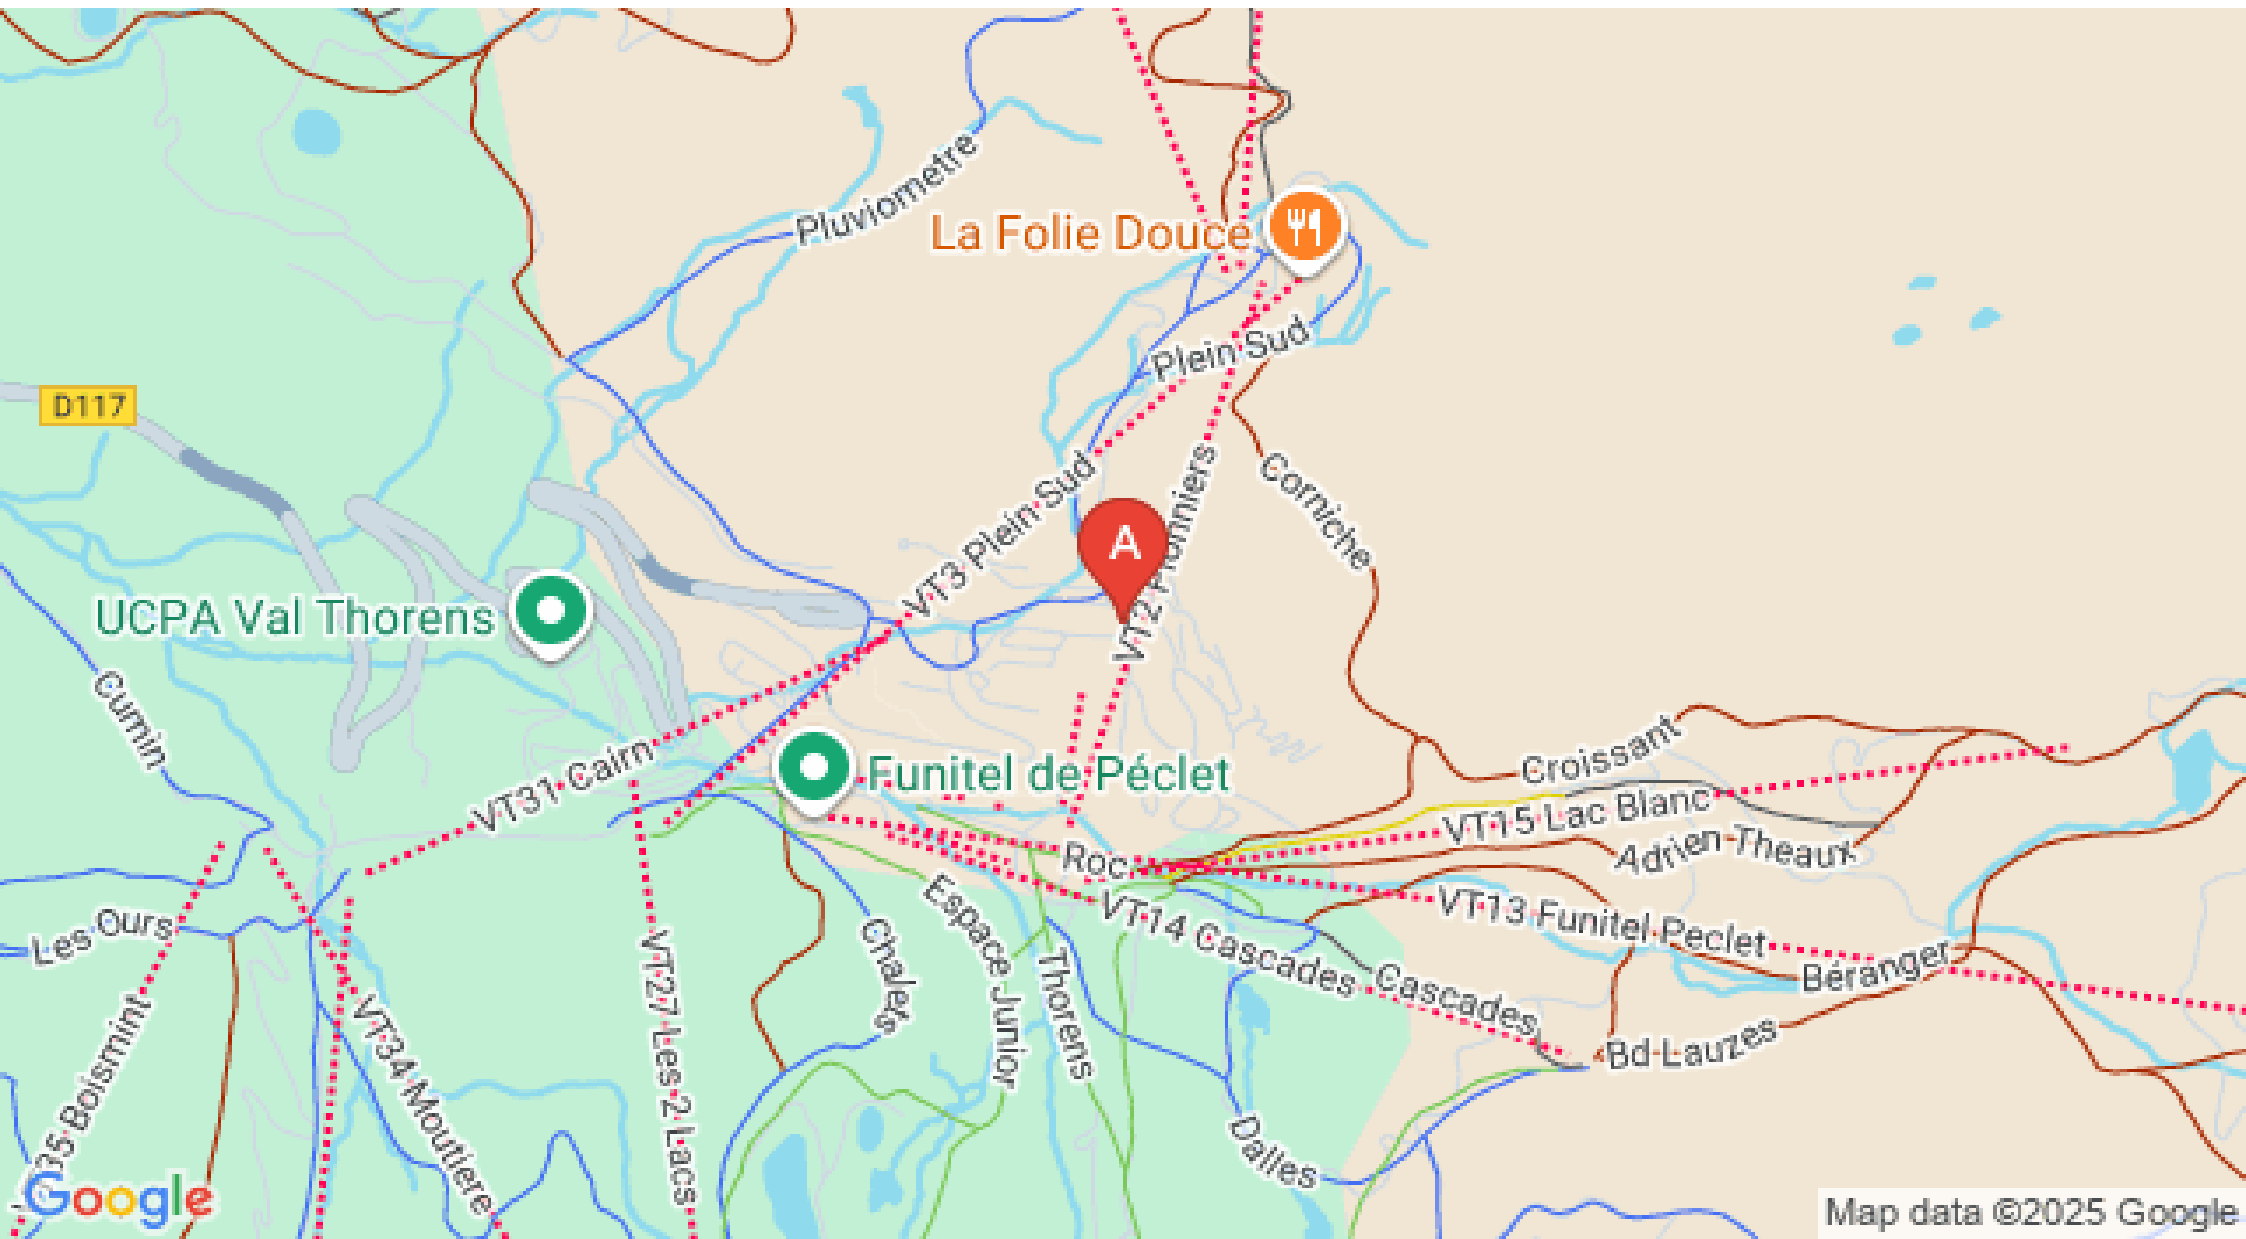 Pluviometre
La Folie Douce
Plein Sud
D117
VT3 Plein Sud
VT2 Pionniers
Corniche
A
UCPA Val Thorens
Cumin
VT31 Cairn
Funitel de Péclet
Croissant
VT15 Lac Blanc
Adrien Theaux
Roc
VT13 Funitel Peclet
VT14 Cascades
Cascades
Béranger
Bd Lauzes
Les Ours
Chalets
Espace Junior
Thorens
VT27 Les 2 Lacs
VT34 Moutiere
35 Boismint
Dalles
Google
Map data ©2025 Google